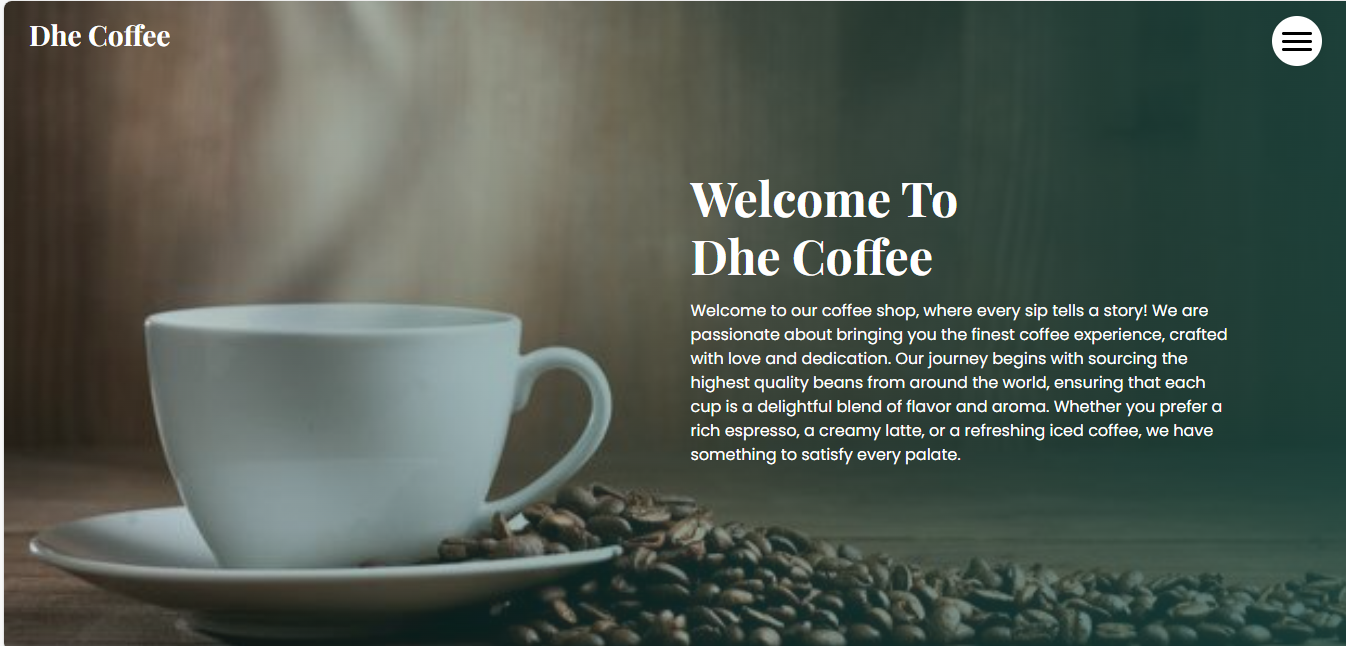 Dhe Coffee
Welcome To
Dhe Coffee
Welcome to our coffee shop, where every sip tells a story! We are
passionate about bringing you the finest coffee experience, crafted
with love and dedication. Our journey begins with sourcing the
highest quality beans from around the world, ensuring that each
cup is a delightful blend of flavor and aroma. Whether you prefer a
rich espresso, a creamy latte, or a refreshing iced coffee, we have
something to satisfy every palate.